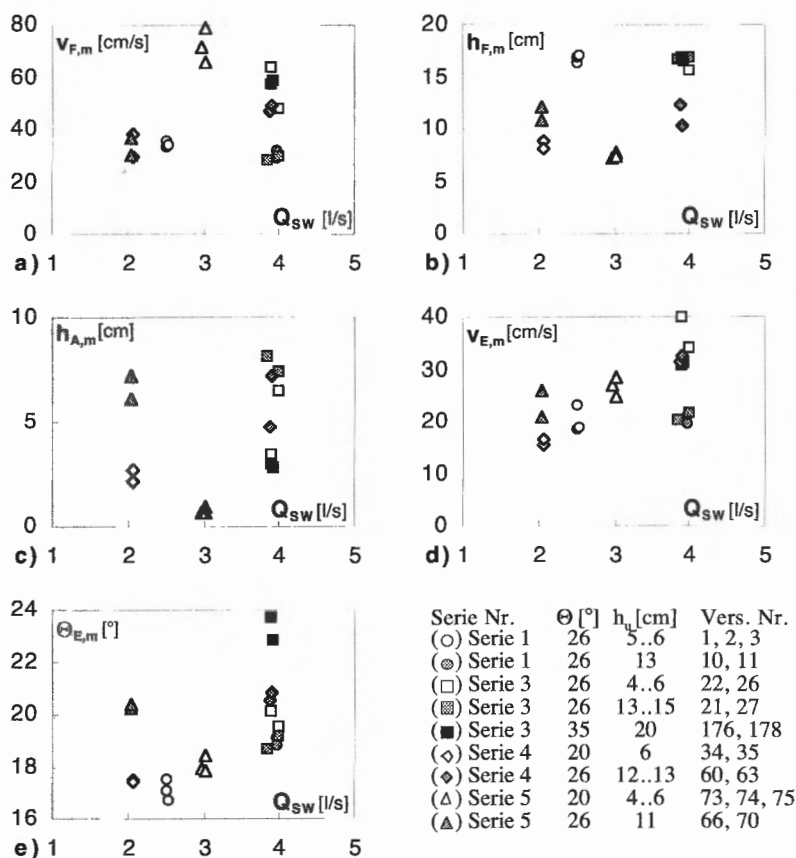 80
v_F,m [cm/s]
60
40
20
0
Q_SW [l/s]
a) 1 2 3 4 5
20
h_F,m [cm]
15
10
5
0
Q_SW [l/s]
b) 1 2 3 4 5
10
h_A,m [cm]
5
0
Q_SW [l/s]
c) 1 2 3 4 5
40
v_E,m [cm/s]
30
20
10
0
Q_SW [l/s]
d) 1 2 3 4 5
24
Θ_E,m [°]
22
20
18
16
Q_SW [l/s]
e) 1 2 3 4 5
Serie Nr. Θ [°] h_u [cm] Vers. Nr.
(○) Serie 1 26 5..6 1, 2, 3
(○) Serie 1 26 13 10, 11
(□) Serie 3 26 4..6 22, 26
(□) Serie 3 26 13..15 21, 27
(■) Serie 3 35 20 176, 178
(◇) Serie 4 20 6 34, 35
(◈) Serie 4 26 12..13 60, 63
(△) Serie 5 20 4..6 73, 74, 75
(▲) Serie 5 26 11 66, 70